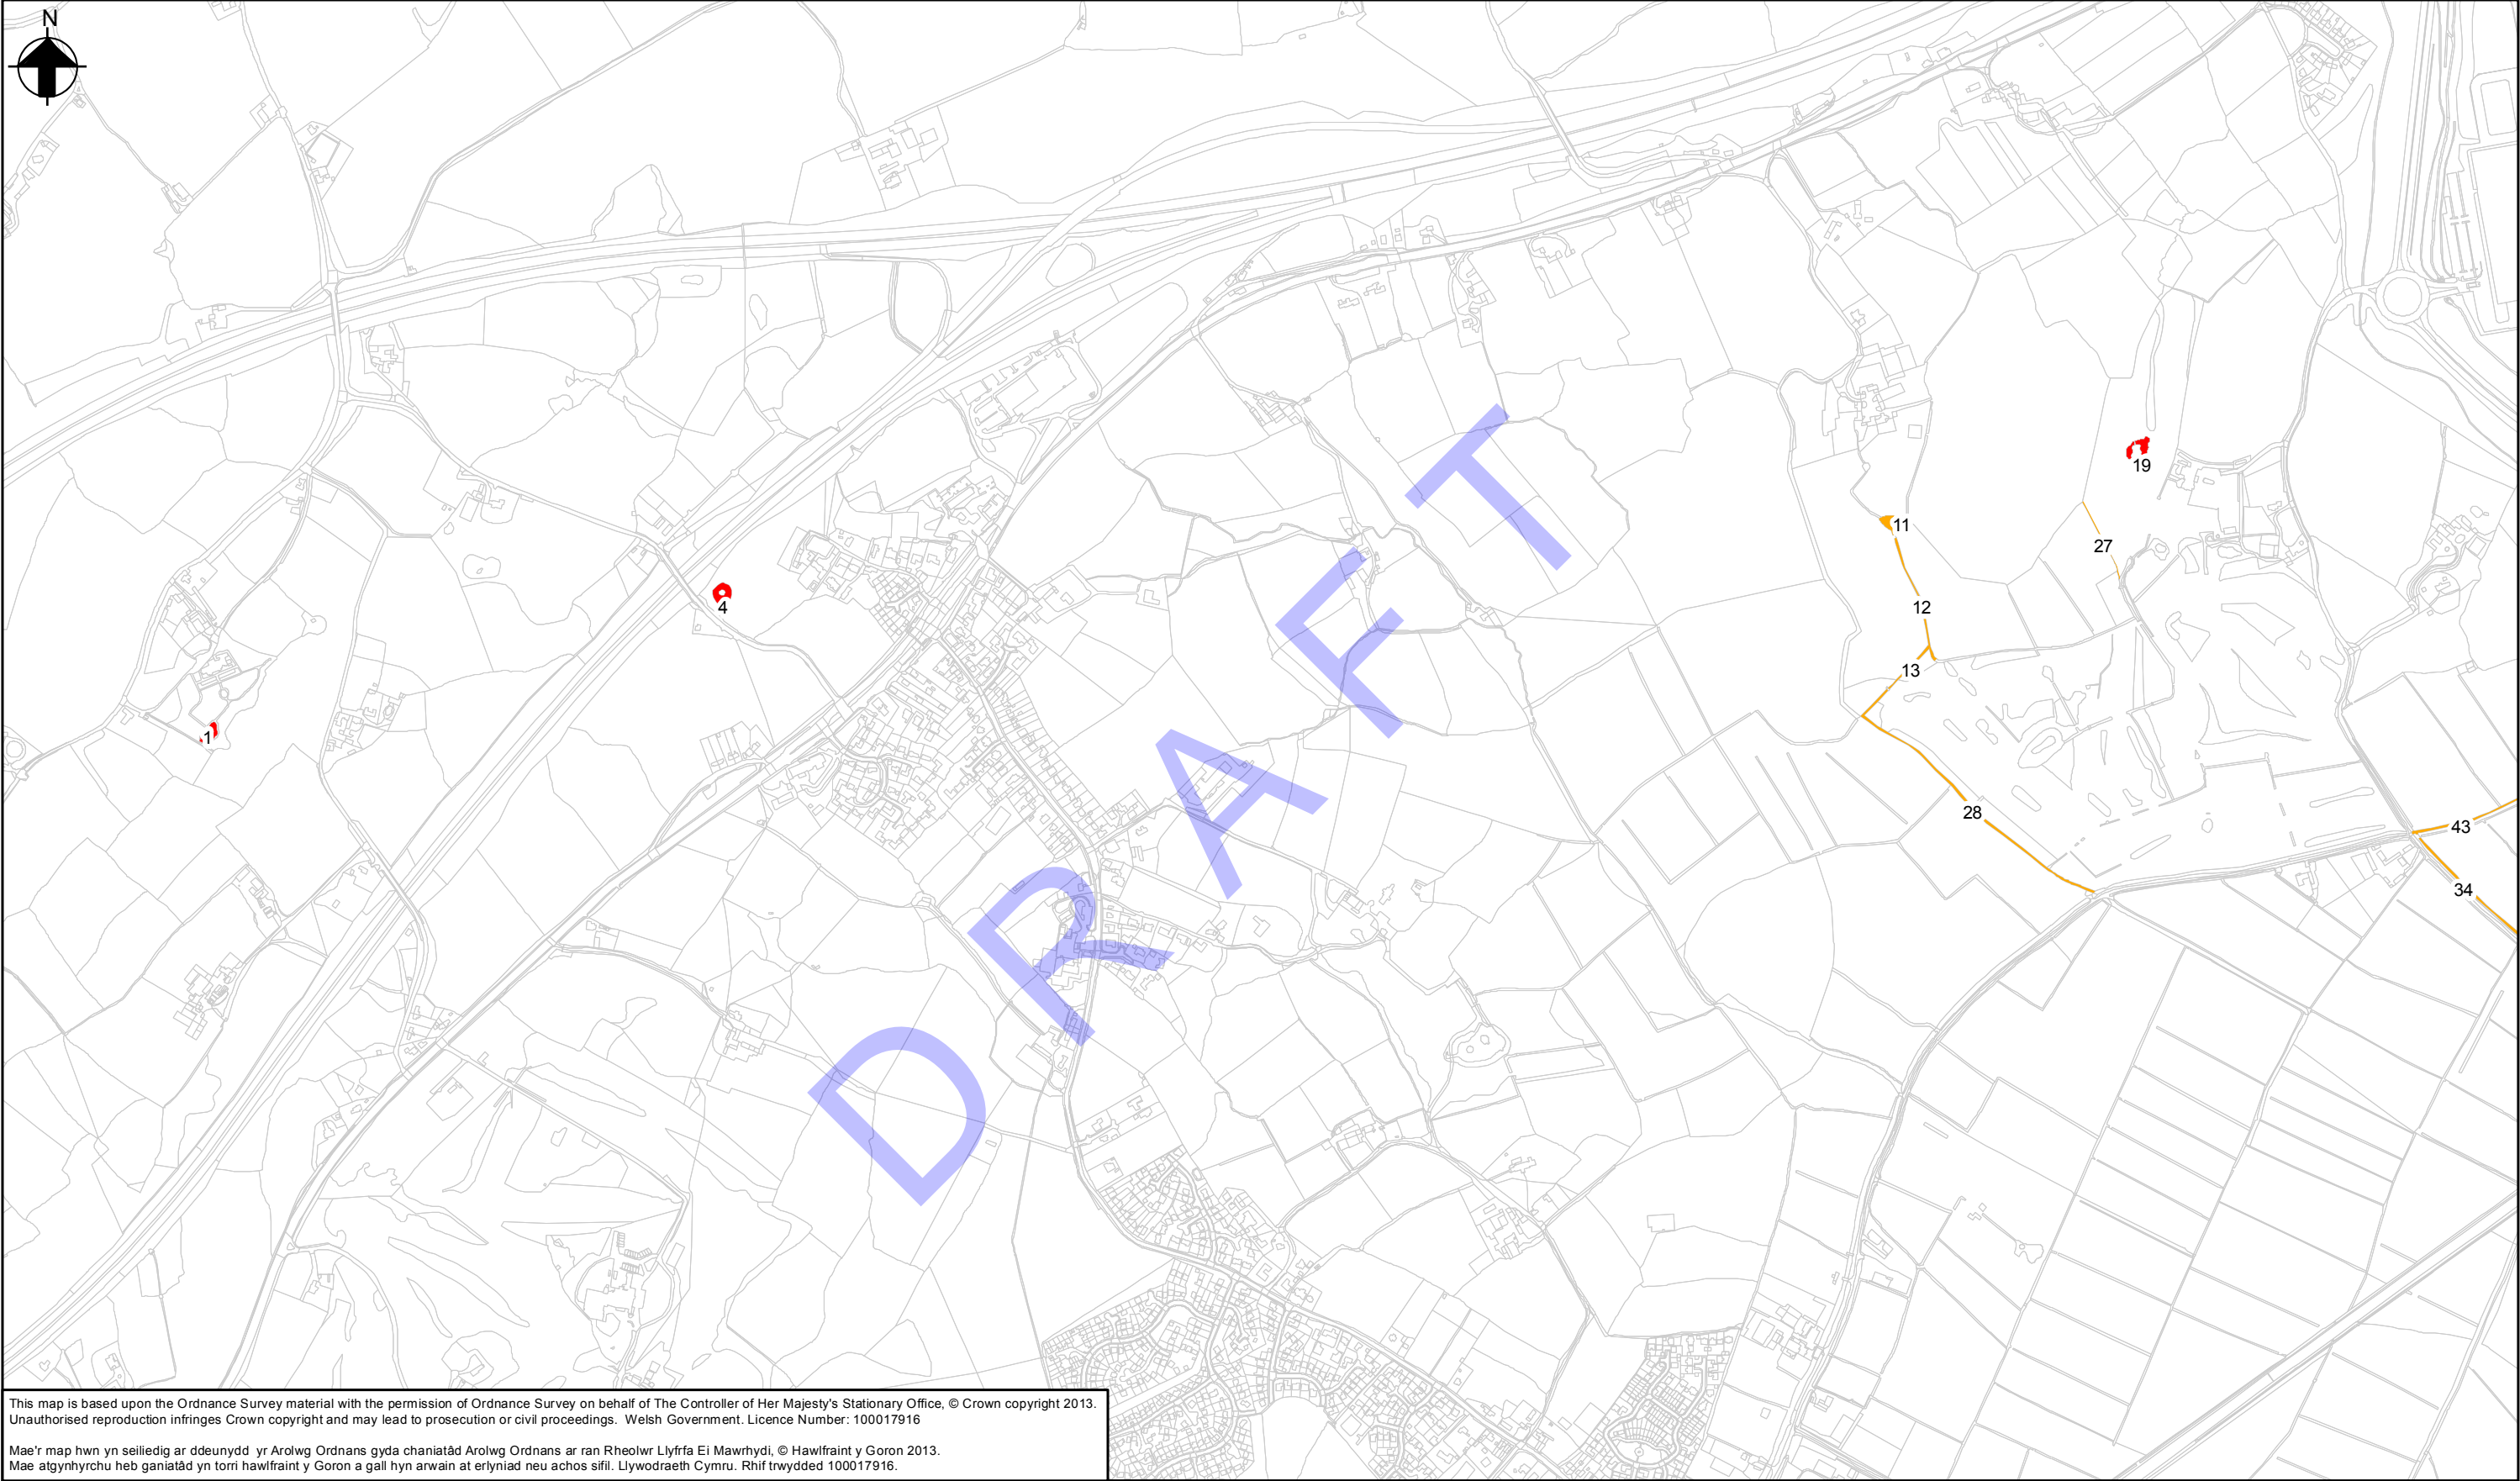 N
19
11
27
4
12
13
1
28
43
34
DRAFT
This map is based upon the Ordnance Survey material with the permission of Ordnance Survey on behalf of The Controller of Her Majesty's Stationary Office, © Crown copyright 2013.
Unauthorised reproduction infringes Crown copyright and may lead to prosecution or civil proceedings. Welsh Government. Licence Number: 100017916
Mae'r map hwn yn seiliedig ar ddeunydd yr Arolwg Ordnans gyda chaniatâd Arolwg Ordnans ar ran Rheolwr Llyfrfa Ei Mawrhydi, © Hawlfraint y Goron 2013.
Mae atgynhyrchu heb ganiatâd yn torri hawlfraint y Goron a gall hyn arwain at erlyniad neu achos sifil. Llywodraeth Cymru. Rhif trwydded 100017916.